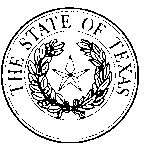 THE STATE OF TEXAS